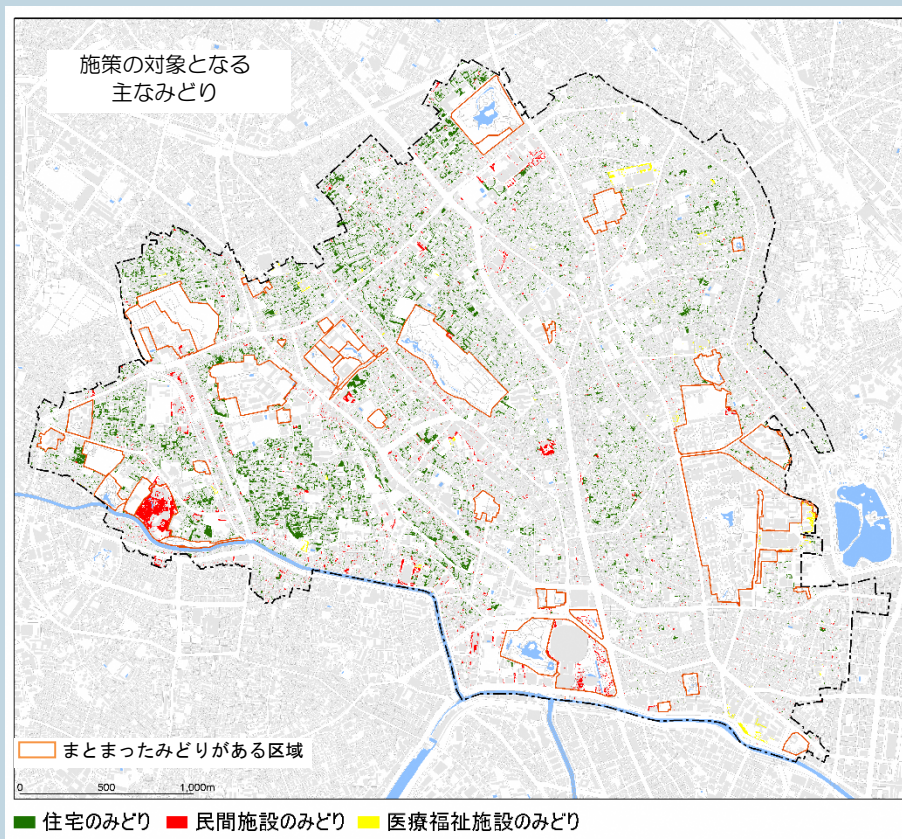 施策の対象となる
主なみどり
まとまったみどりがある区域
0 500 1,000m
住宅のみどり 民間施設のみどり 医療福祉施設のみどり